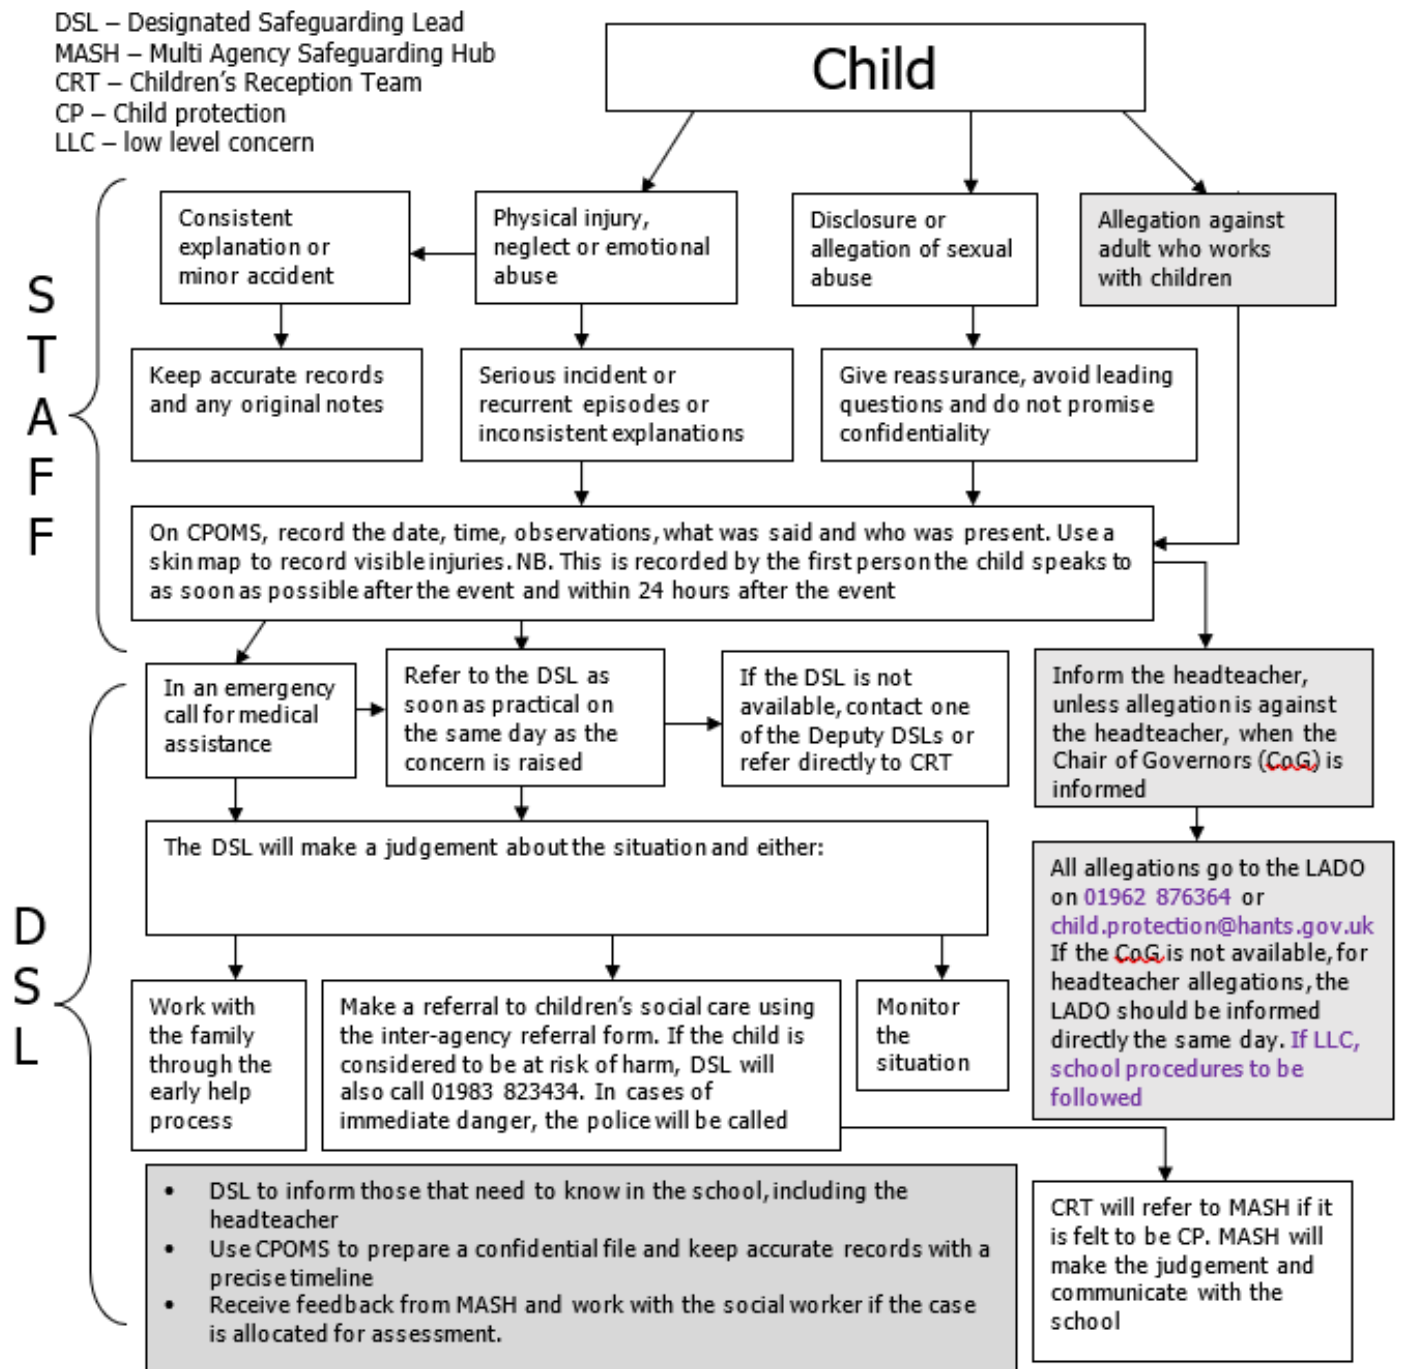 DSL – Designated Safeguarding Lead
MASH – Multi Agency Safeguarding Hub
CRT – Children's Reception Team
CP – Child protection
LLC – low level concern
Child
STAFF
Consistent
explanation or
minor accident
Physical injury,
neglect or emotional
abuse
Disclosure or
allegation of sexual
abuse
Allegation against
adult who works
with children
Keep accurate records
and any original notes
Serious incident or
recurrent episodes or
inconsistent explanations
Give reassurance, avoid leading
questions and do not promise
confidentiality
On CPOMS, record the date, time, observations, what was said and who was present. Use a
skin map to record visible injuries. NB. This is recorded by the first person the child speaks to
as soon as possible after the event and within 24 hours after the event
DSL
In an emergency
call for medical
assistance
Refer to the DSL as
soon as practical on
the same day as the
concern is raised
If the DSL is not
available, contact one
of the Deputy DSLs or
refer directly to CRT
Inform the headteacher,
unless allegation is against
the headteacher, when the
Chair of Governors (CoG) is
informed
The DSL will make a judgement about the situation and either:
All allegations go to the LADO
on 01962 876364 or
child.protection@hants.gov.uk
If the CoG is not available, for
headteacher allegations, the
LADO should be informed
directly the same day. If LLC,
school procedures to be
followed
Work with
the family
through the
early help
process
Make a referral to children's social care using
the inter-agency referral form. If the child is
considered to be at risk of harm, DSL will
also call 01983 823434. In cases of
immediate danger, the police will be called
Monitor
the
situation
• DSL to inform those that need to know in the school, including the
headteacher
• Use CPOMS to prepare a confidential file and keep accurate records with a
precise timeline
• Receive feedback from MASH and work with the social worker if the case
is allocated for assessment.
CRT will refer to MASH if it
is felt to be CP. MASH will
make the judgement and
communicate with the
school